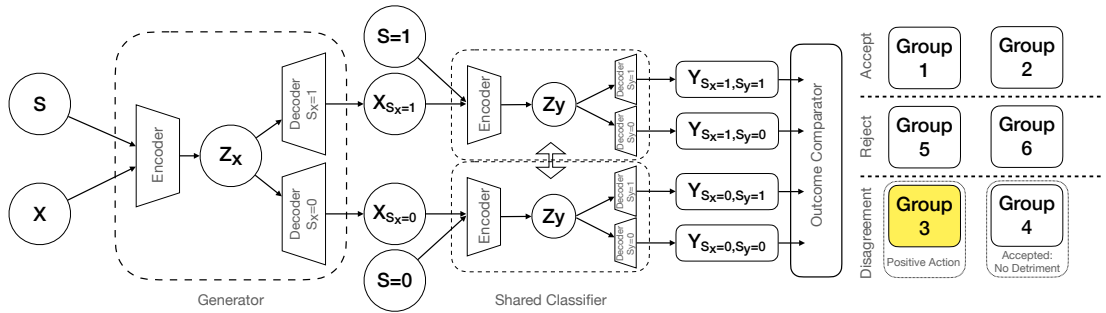 S
X
Encoder
Zx
Decoder
Sx=1
Decoder
Sx=0
Generator
XSx=1
XSx=0
S=1
S=0
Encoder
Zy
Decoder
Sy=1
Decoder
Sy=0
Encoder
Zy
Decoder
Sy=1
Decoder
Sy=0
Shared Classifier
YSx=1,Sy=1
YSx=1,Sy=0
YSx=0,Sy=1
YSx=0,Sy=0
Outcome Comparator
Accept
Group
1
Group
2
Reject
Group
5
Group
6
Disagreement
Group
3
Positive Action
Group
4
Accepted:
No Detriment